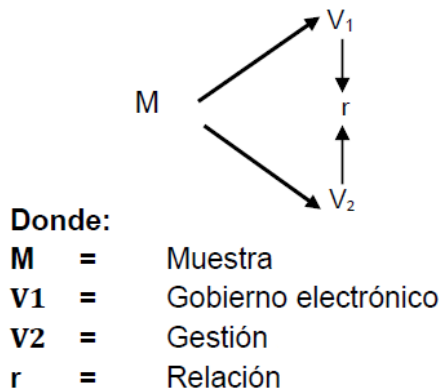 V1
M
r
V2
Donde:
M = Muestra
V1 = Gobierno electrónico
V2 = Gestión
r = Relación